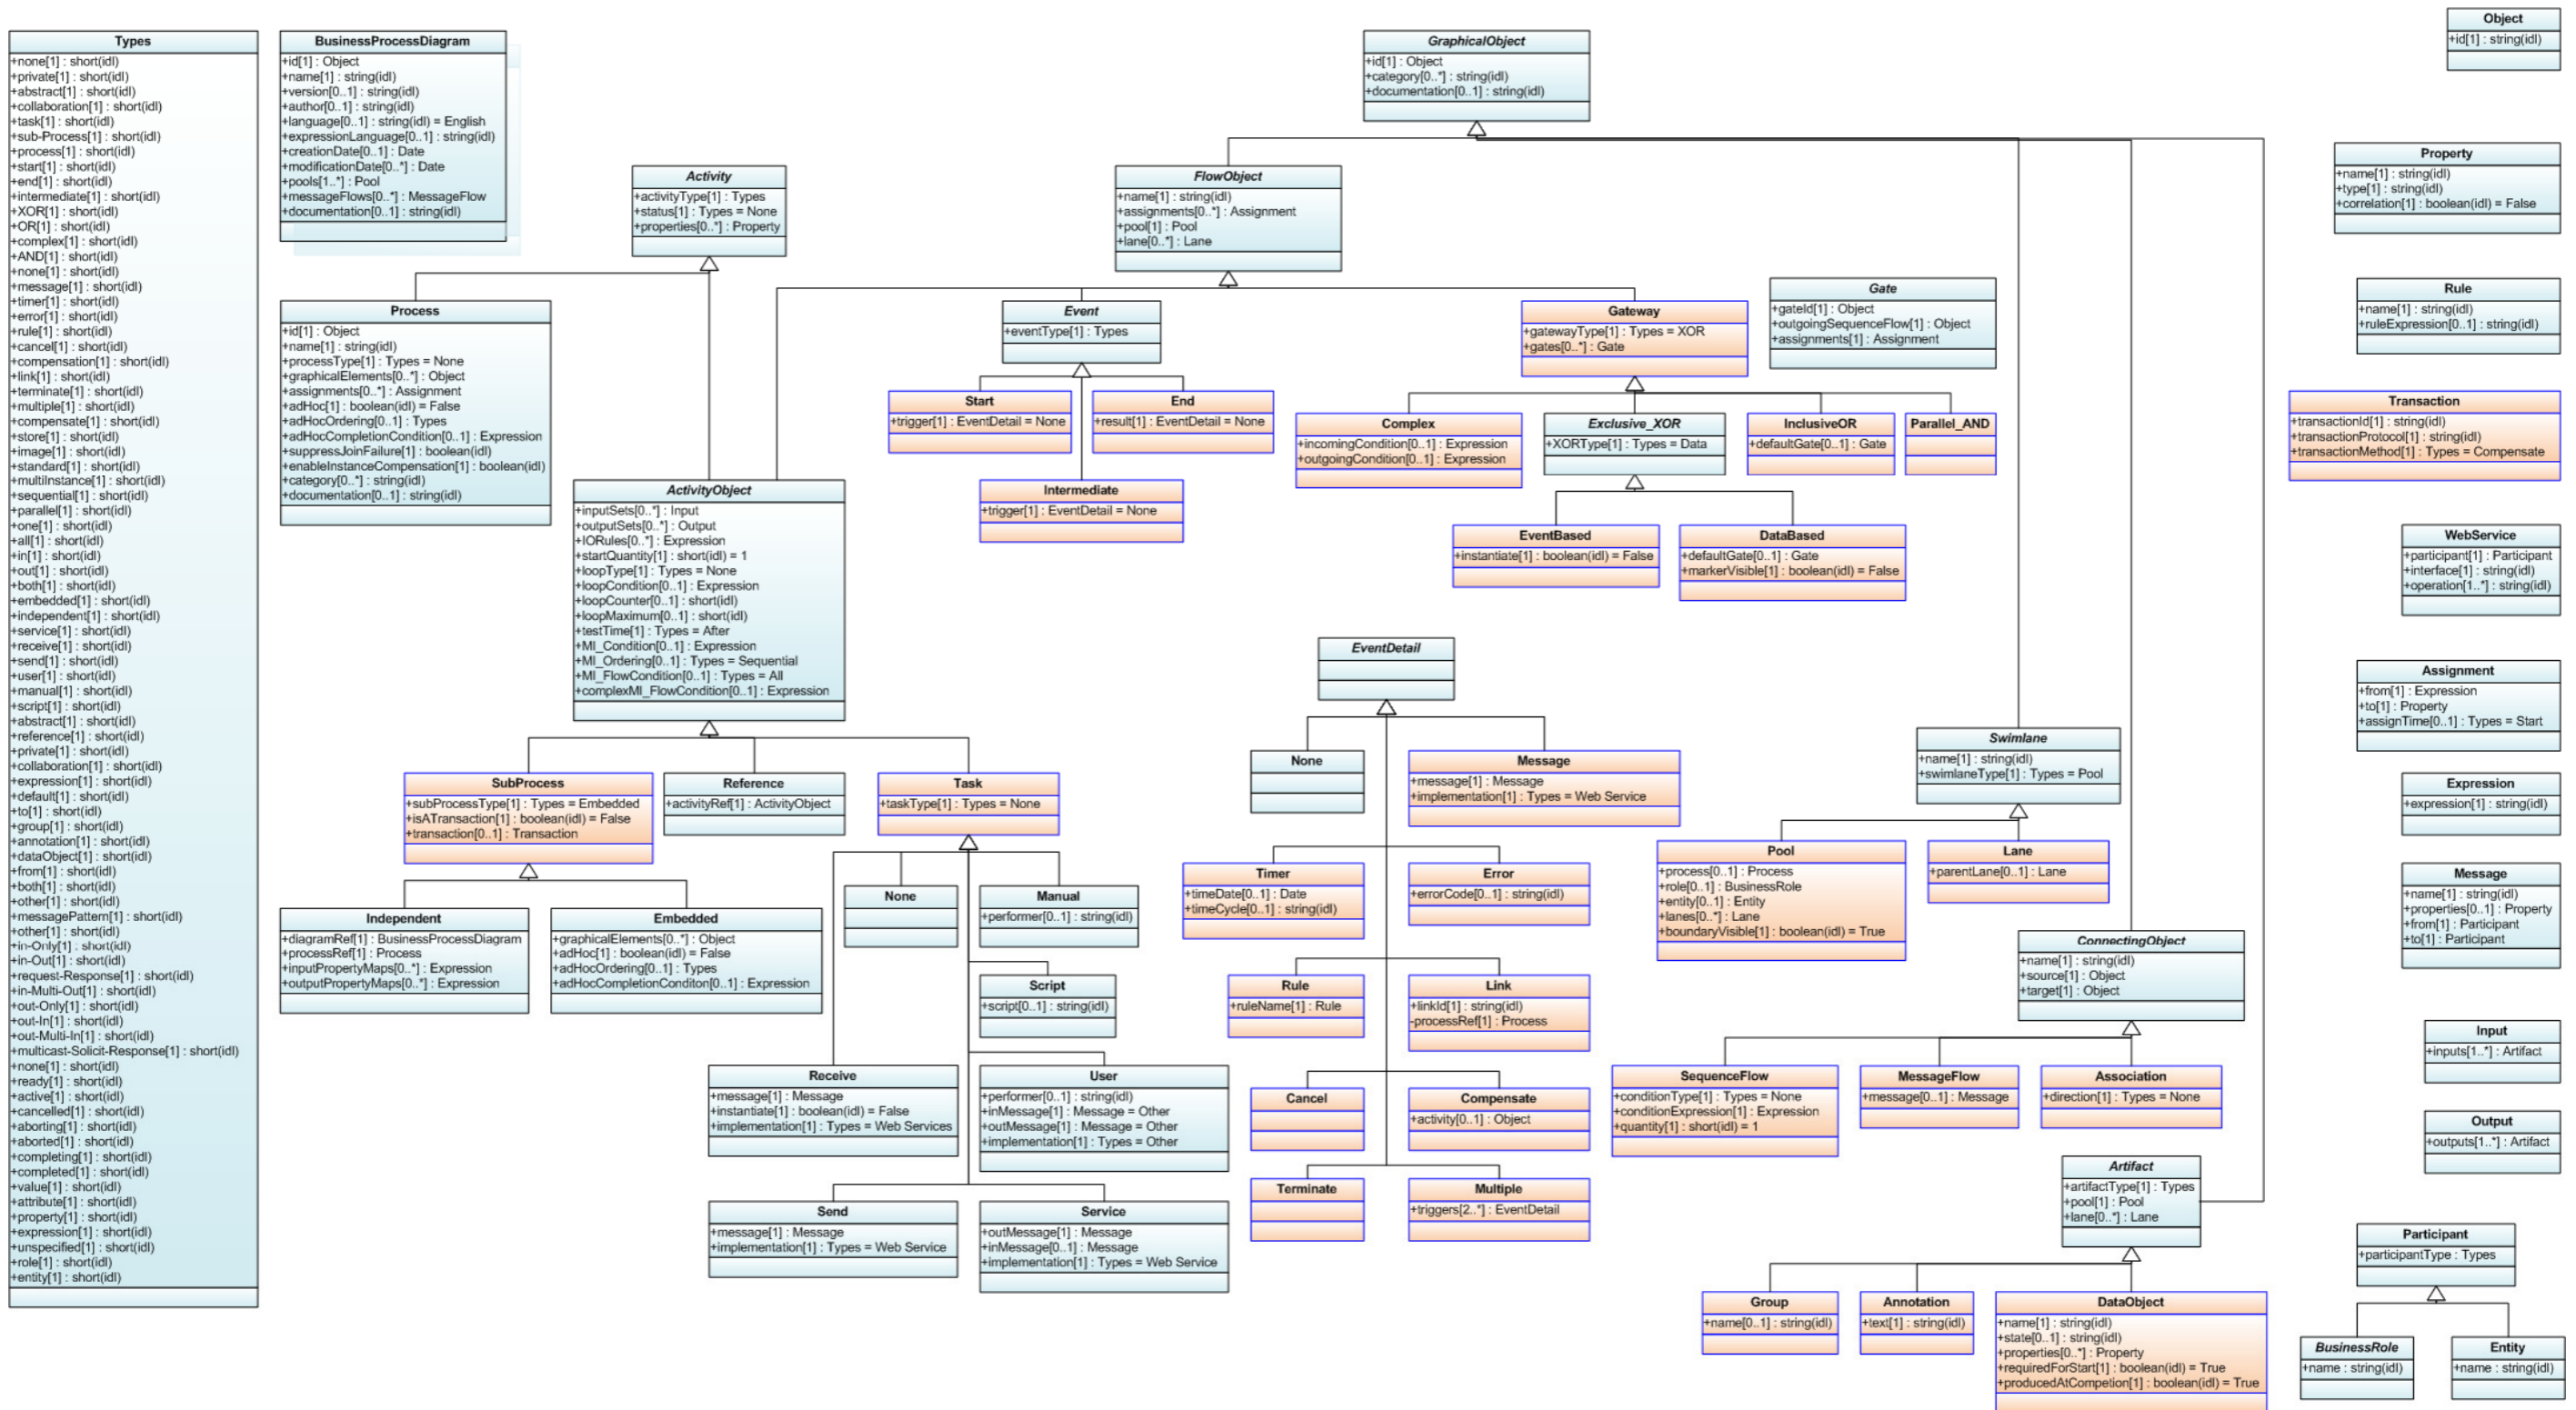 Types
+none[1] : short(idl)
+private[1] : short(idl)
+abstract[1] : short(idl)
+collaboration[1] : short(idl)
+task[1] : short(idl)
+sub-Process[1] : short(idl)
+process[1] : short(idl)
+start[1] : short(idl)
+end[1] : short(idl)
+intermediate[1] : short(idl)
+XOR[1] : short(idl)
+OR[1] : short(idl)
+complex[1] : short(idl)
+AND[1] : short(idl)
+none[1] : short(idl)
+message[1] : short(idl)
+timer[1] : short(idl)
+error[1] : short(idl)
+rule[1] : short(idl)
+cancel[1] : short(idl)
+compensation[1] : short(idl)
+link[1] : short(idl)
+terminate[1] : short(idl)
+multiple[1] : short(idl)
+compensate[1] : short(idl)
+store[1] : short(idl)
+image[1] : short(idl)
+standard[1] : short(idl)
+multiInstance[1] : short(idl)
+sequential[1] : short(idl)
+parallel[1] : short(idl)
+one[1] : short(idl)
+all[1] : short(idl)
+in[1] : short(idl)
+out[1] : short(idl)
+both[1] : short(idl)
+embedded[1] : short(idl)
+independent[1] : short(idl)
+service[1] : short(idl)
+receive[1] : short(idl)
+send[1] : short(idl)
+user[1] : short(idl)
+manual[1] : short(idl)
+script[1] : short(idl)
+abstract[1] : short(idl)
+reference[1] : short(idl)
+private[1] : short(idl)
+collaboration[1] : short(idl)
+expression[1] : short(idl)
+default[1] : short(idl)
+to[1] : short(idl)
+group[1] : short(idl)
+annotation[1] : short(idl)
+dataObject[1] : short(idl)
+from[1] : short(idl)
+both[1] : short(idl)
+other[1] : short(idl)
+messagePattern[1] : short(idl)
+other[1] : short(idl)
+in-Only[1] : short(idl)
+in-Out[1] : short(idl)
+request-Response[1] : short(idl)
+in-Multi-Out[1] : short(idl)
+out-Only[1] : short(idl)
+out-In[1] : short(idl)
+out-Multi-In[1] : short(idl)
+multicast-Solicit-Response[1] : short(idl)
+none[1] : short(idl)
+ready[1] : short(idl)
+active[1] : short(idl)
+cancelled[1] : short(idl)
+aborting[1] : short(idl)
+aborted[1] : short(idl)
+completing[1] : short(idl)
+completed[1] : short(idl)
+value[1] : short(idl)
+attribute[1] : short(idl)
+property[1] : short(idl)
+expression[1] : short(idl)
+unspecified[1] : short(idl)
+role[1] : short(idl)
+entity[1] : short(idl)
BusinessProcessDiagram
+id[1] : Object
+name[1] : string(idl)
+version[0..1] : string(idl)
+author[0..1] : string(idl)
+language[0..1] : string(idl) = English
+expressionLanguage[0..1] : string(idl)
+creationDate[0..1] : Date
+modificationDate[0..*] : Date
+pools[1..*] : Pool
+messageFlows[0..*] : MessageFlow
+documentation[0..1] : string(idl)
GraphicalObject
+id[1] : Object
+category[0..*] : string(idl)
+documentation[0..1] : string(idl)
Activity
+activityType[1] : Types
+status[1] : Types = None
+properties[0..*] : Property
FlowObject
+name[1] : string(idl)
+assignments[0..*] : Assignment
+pool[1] : Pool
+lane[0..*] : Lane
Process
+id[1] : Object
+name[1] : string(idl)
+processType[1] : Types = None
+graphicalElements[0..*] : Object
+assignments[0..*] : Assignment
+adHoc[1] : boolean(idl) = False
+adHocOrdering[0..1] : Types
+adHocCompletionCondition[0..1] : Expression
+suppressJoinFailure[1] : boolean(idl)
+enableInstanceCompensation[1] : boolean(idl)
+category[0..*] : string(idl)
+documentation[0..1] : string(idl)
Event
+eventType[1] : Types
Gateway
+gatewayType[1] : Types = XOR
+gates[0..*] : Gate
Gate
+gateId[1] : Object
+outgoingSequenceFlow[1] : Object
+assignments[1] : Assignment
Start
+trigger[1] : EventDetail = None
End
+result[1] : EventDetail = None
Intermediate
+trigger[1] : EventDetail = None
Complex
+incomingCondition[0..1] : Expression
+outgoingCondition[0..1] : Expression
Exclusive_XOR
+XORType[1] : Types = Data
InclusiveOR
+defaultGate[0..1] : Gate
Parallel_AND
EventBased
+instantiate[1] : boolean(idl) = False
DataBased
+defaultGate[0..1] : Gate
+markerVisible[1] : boolean(idl) = False
ActivityObject
+inputSets[0..*] : Input
+outputSets[0..*] : Output
+IORules[0..*] : Expression
+startQuantity[1] : short(idl) = 1
+loopType[1] : Types = None
+loopCondition[0..1] : Expression
+loopCounter[0..1] : short(idl)
+loopMaximum[0..1] : short(idl)
+testTime[1] : Types = After
+MI_Condition[0..1] : Expression
+MI_Ordering[0..1] : Types = Sequential
+MI_FlowCondition[0..1] : Types = All
+complexMI_FlowCondition[0..1] : Expression
SubProcess
+subProcessType[1] : Types = Embedded
+isATransaction[1] : boolean(idl) = False
+transaction[0..1] : Transaction
Reference
+activityRef[1] : ActivityObject
Task
+taskType[1] : Types = None
Independent
+diagramRef[1] : BusinessProcessDiagram
+processRef[1] : Process
+inputPropertyMaps[0..*] : Expression
+outputPropertyMaps[0..*] : Expression
Embedded
+graphicalElements[0..*] : Object
+adHoc[1] : boolean(idl) = False
+adHocOrdering[0..1] : Types
+adHocCompletionConditon[0..1] : Expression
None
Manual
+performer[0..1] : string(idl)
Script
+script[0..1] : string(idl)
Receive
+message[1] : Message
+instantiate[1] : boolean(idl) = False
+implementation[1] : Types = Web Services
User
+performer[0..1] : string(idl)
+inMessage[1] : Message = Other
+outMessage[1] : Message = Other
+implementation[1] : Types = Other
Send
+message[1] : Message
+implementation[1] : Types = Web Service
Service
+outMessage[1] : Message
+inMessage[0..1] : Message
+implementation[1] : Types = Web Service
EventDetail
None
Message
+message[1] : Message
+implementation[1] : Types = Web Service
Timer
+timeDate[0..1] : Date
+timeCycle[0..1] : string(idl)
Error
+errorCode[0..1] : string(idl)
Rule
+ruleName[1] : Rule
Link
+linkId[1] : string(idl)
-processRef[1] : Process
Cancel
Compensate
+activity[0..1] : Object
Terminate
Multiple
+triggers[2..*] : EventDetail
Swimlane
+name[1] : string(idl)
+swimlaneType[1] : Types = Pool
Pool
+process[0..1] : Process
+role[0..1] : BusinessRole
+entity[0..1] : Entity
+lanes[0..*] : Lane
+boundaryVisible[1] : boolean(idl) = True
Lane
+parentLane[0..1] : Lane
ConnectingObject
+name[1] : string(idl)
+source[1] : Object
+target[1] : Object
SequenceFlow
+conditionType[1] : Types = None
+conditionExpression[1] : Expression
+quantity[1] : short(idl) = 1
MessageFlow
+message[0..1] : Message
Association
+direction[1] : Types = None
Artifact
+artifactType[1] : Types
+pool[1] : Pool
+lane[0..*] : Lane
Group
+name[0..1] : string(idl)
Annotation
+text[1] : string(idl)
DataObject
+name[1] : string(idl)
+state[0..1] : string(idl)
+properties[0..*] : Property
+requiredForStart[1] : boolean(idl) = True
+producedAtCompetion[1] : boolean(idl) = True
Object
+id[1] : string(idl)
Property
+name[1] : string(idl)
+type[1] : string(idl)
+correlation[1] : boolean(idl) = False
Rule
+name[1] : string(idl)
+ruleExpression[0..1] : string(idl)
Transaction
+transactionId[1] : string(idl)
+transactionProtocol[1] : string(idl)
+transactionMethod[1] : Types = Compensate
WebService
+participant[1] : Participant
+interface[1] : string(idl)
+operation[1..*] : string(idl)
Assignment
+from[1] : Expression
+to[1] : Property
+assignTime[0..1] : Types = Start
Expression
+expression[1] : string(idl)
Message
+name[1] : string(idl)
+properties[0..1] : Property
+from[1] : Participant
+to[1] : Participant
Input
+inputs[1..*] : Artifact
Output
+outputs[1..*] : Artifact
Participant
+participantType : Types
BusinessRole
+name : string(idl)
Entity
+name : string(idl)